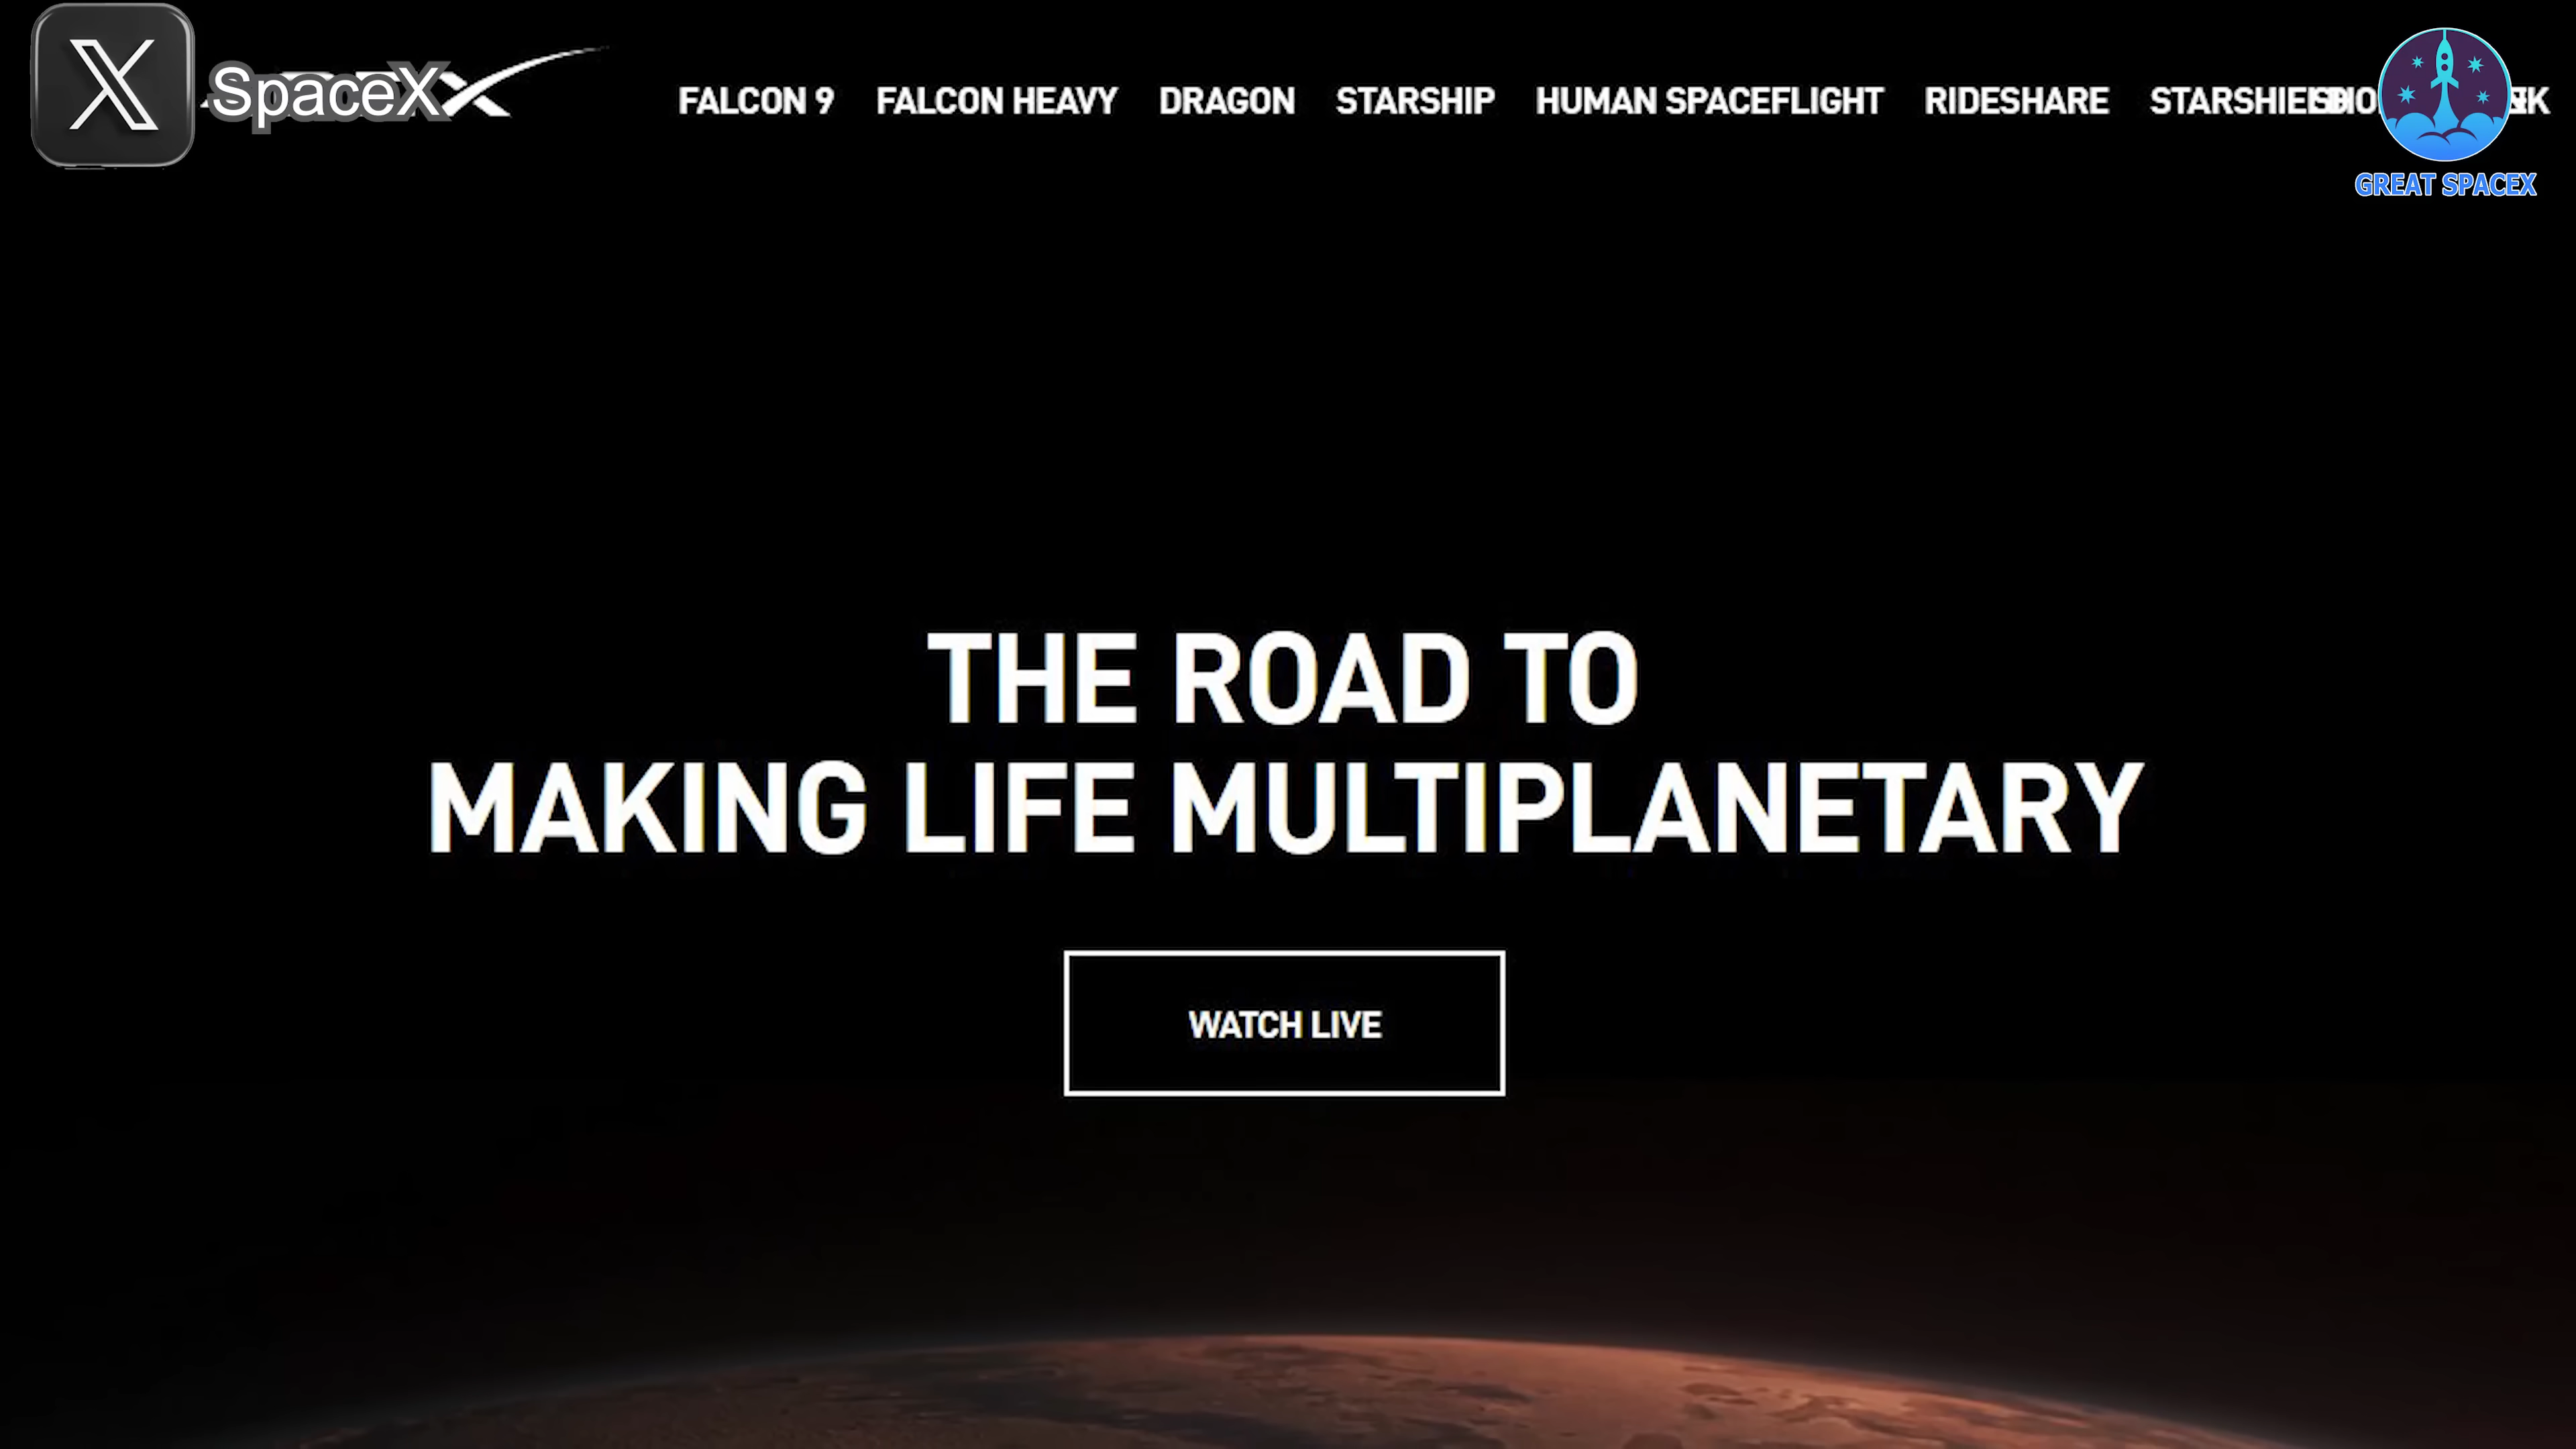 SpaceX
FALCON 9 FALCON HEAVY DRAGON STARSHIP HUMAN SPACEFLIGHT RIDESHARE STARSHIELD
GREAT SPACEX
THE ROAD TO
MAKING LIFE MULTIPLANETARY
WATCH LIVE